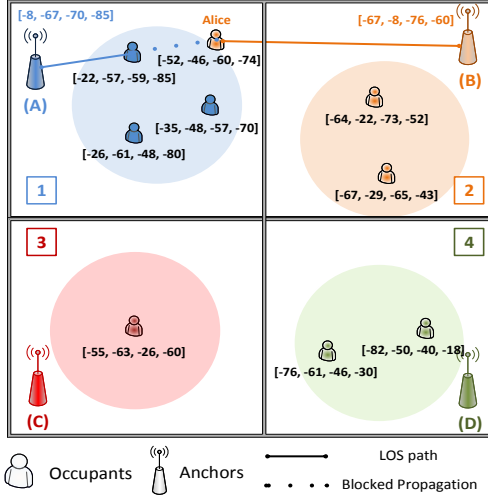 [-8, -67, -70, -85]
Alice
[-67, -8, -76, -60]
[-52, -46, -60, -74]
(A)
[-22, -57, -59, -85]
(B)
[-64, -22, -73, -52]
[-35, -48, -57, -70]
[-26, -61, -48, -80]
[-67, -29, -65, -43]
1
2
3
4
[-55, -63, -26, -60]
[-82, -50, -40, -18]
[-76, -61, -46, -30]
(C)
(D)
Occupants
Anchors
LOS path
Blocked Propagation